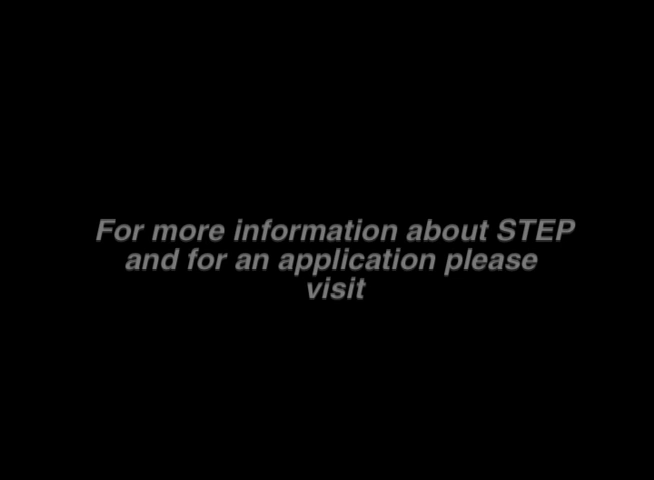 For more information about STEP
and for an application please
visit